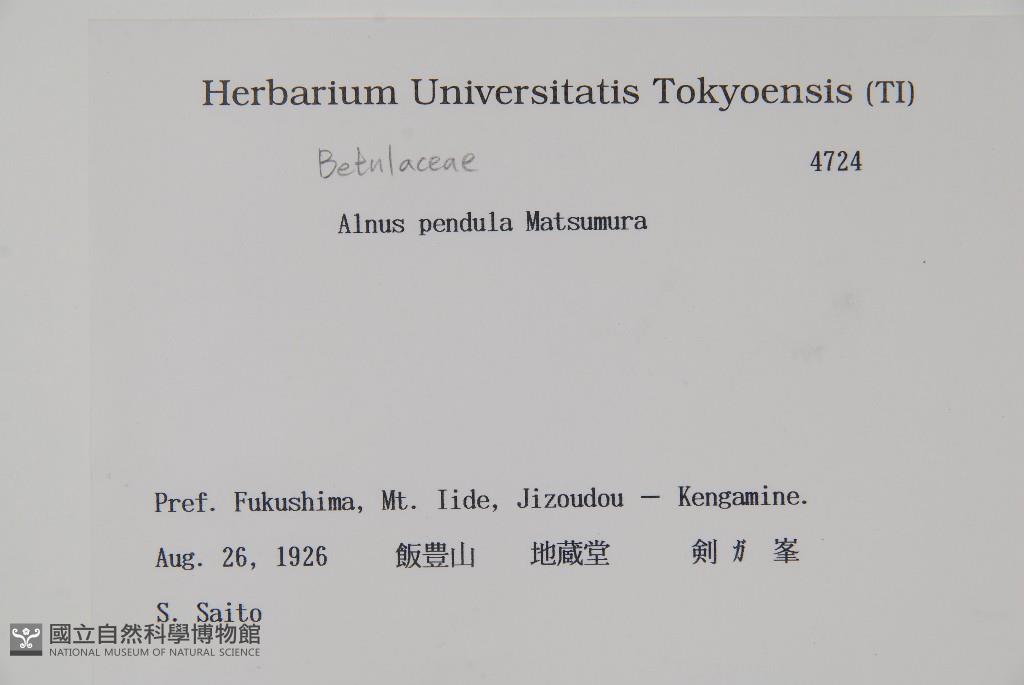 Herbarium Universitatis Tokyoensis (TI)
Betulaceae 4724
Alnus pendula Matsumura
Pref. Fukushima, Mt. Iide, Jizoudou — Kengamine.
Aug. 26, 1926 飯豊山 地蔵堂 剣ガ峯
S. Saito
國立自然科學博物館
NATIONAL MUSEUM OF NATURAL SCIENCE